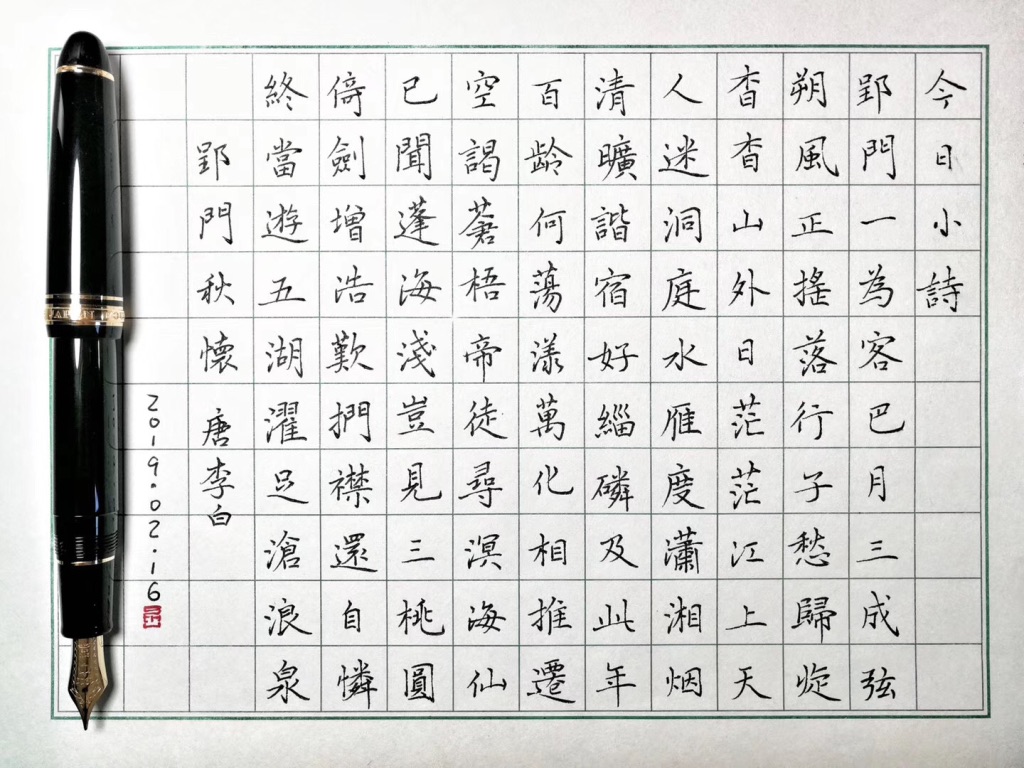 今日小詩
郢門一為客巴月三成弦
朔風正搖落行子愁歸旋
杳杳山外日茫茫江上天
人迷洞庭水雁度瀟湘烟
清曠諧宿好緇磷及此年
百齡何蕩漾萬化相推遷
空謁蒼梧帝徒尋溟海仙
已聞蓬海淺豈見三桃圓
倚劍增浩歎捫襟還自憐
終當遊五湖濯足滄浪泉
郢門秋懷 唐李白
2019.02.16